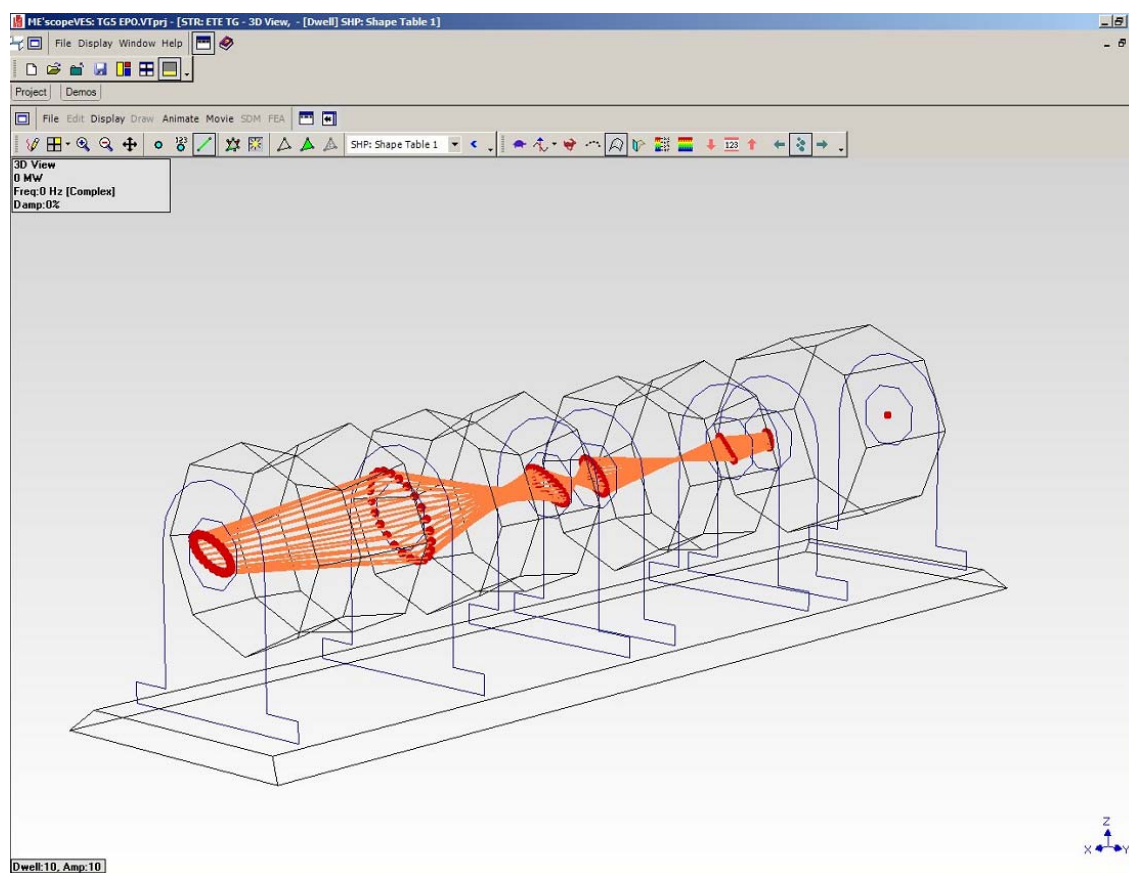 ME'scopeVES: TG5 EPO.VTprj - [STR: ETE TG - 3D View, - [Dwell] SHP: Shape Table 1]
File Display Window Help
Project Demos
File Edit Display Draw Animate Movie SDM FEA
123 SHP: Shape Table 1 123
3D View
0 MW
Freq:0 Hz [Complex]
Damp:0%
Z
X Y
Dwell:10, Amp:10